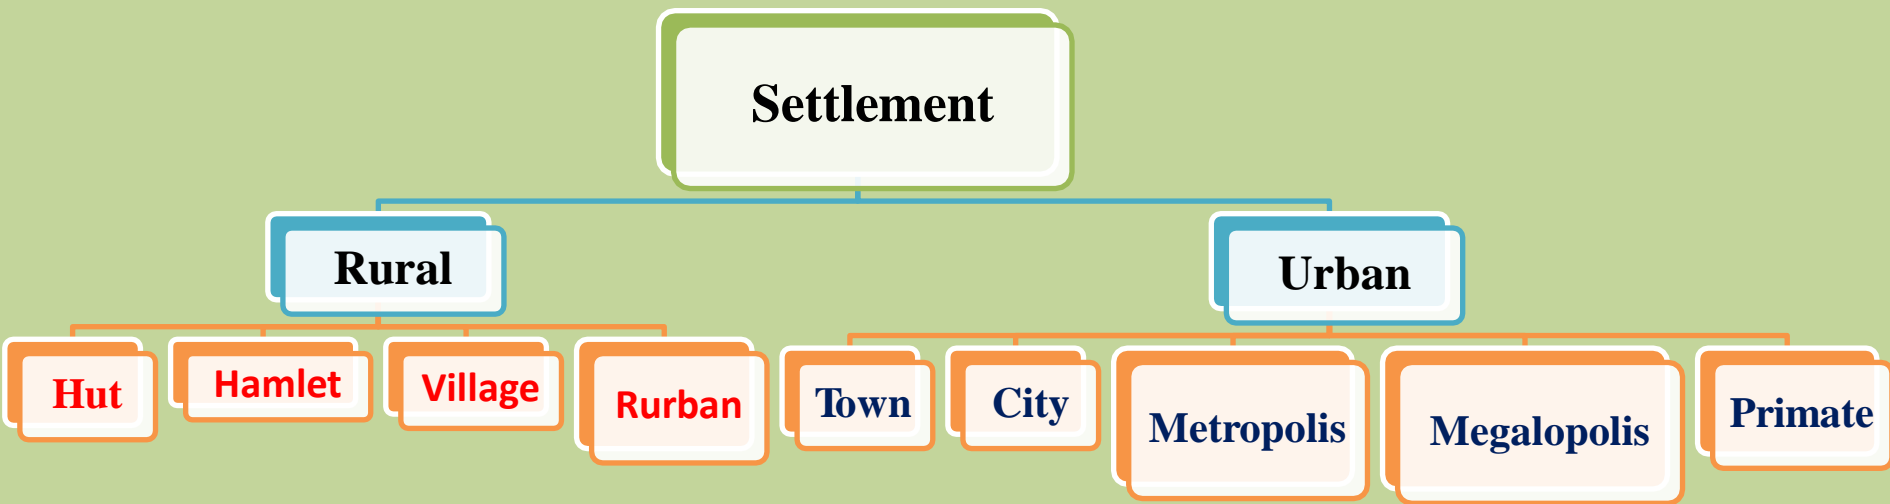 Settlement
Rural
Urban
Hut
Hamlet
Village
Rurban
Town
City
Metropolis
Megalopolis
Primate